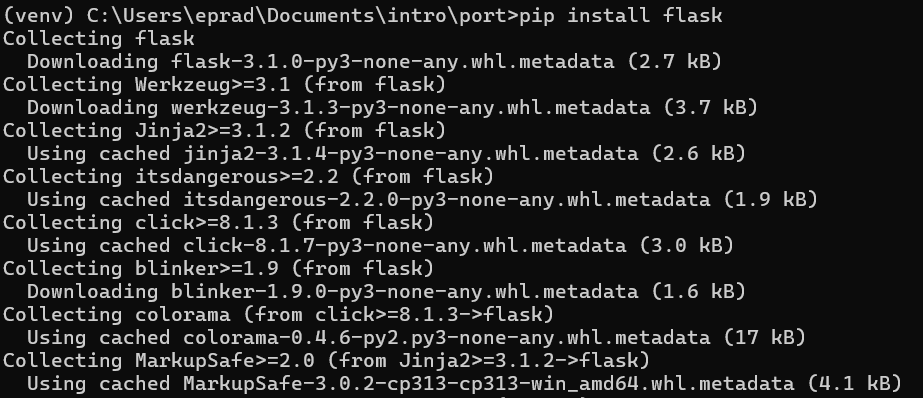 (venv) C:\Users\eprad\Documents\intro\port>pip install flask
Collecting flask
  Downloading flask-3.1.0-py3-none-any.whl.metadata (2.7 kB)
Collecting Werkzeug>=3.1 (from flask)
  Downloading werkzeug-3.1.3-py3-none-any.whl.metadata (3.7 kB)
Collecting Jinja2>=3.1.2 (from flask)
  Using cached jinja2-3.1.4-py3-none-any.whl.metadata (2.6 kB)
Collecting itsdangerous>=2.2 (from flask)
  Using cached itsdangerous-2.2.0-py3-none-any.whl.metadata (1.9 kB)
Collecting click>=8.1.3 (from flask)
  Using cached click-8.1.7-py3-none-any.whl.metadata (3.0 kB)
Collecting blinker>=1.9 (from flask)
  Downloading blinker-1.9.0-py3-none-any.whl.metadata (1.6 kB)
Collecting colorama (from click>=8.1.3->flask)
  Using cached colorama-0.4.6-py2.py3-none-any.whl.metadata (17 kB)
Collecting MarkupSafe>=2.0 (from Jinja2>=3.1.2->flask)
  Using cached MarkupSafe-3.0.2-cp313-cp313-win_amd64.whl.metadata (4.1 kB)